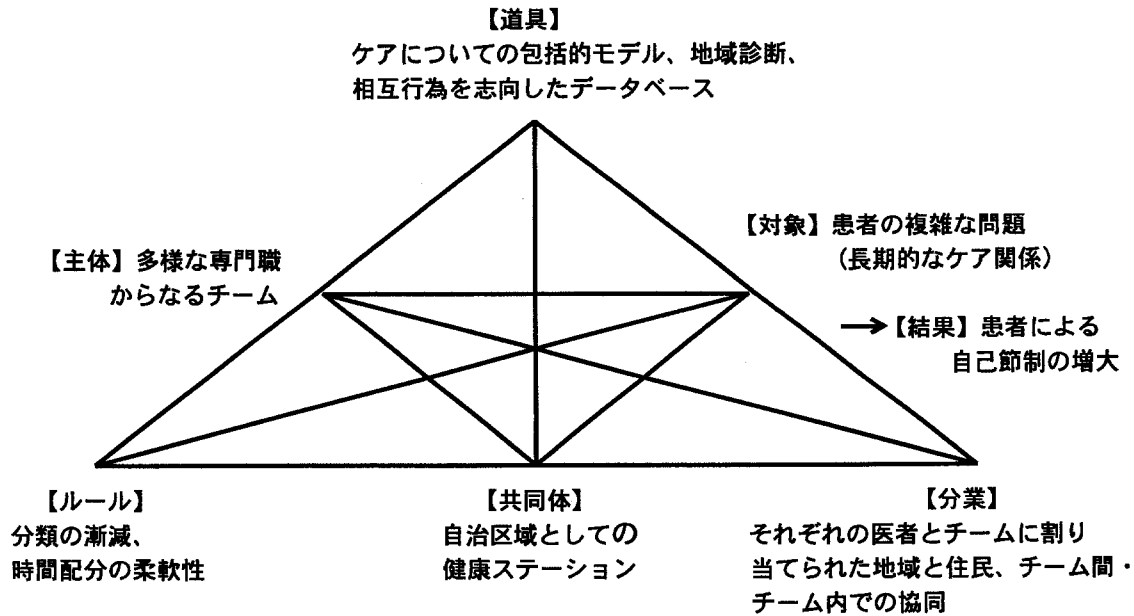 【道具】
ケアについての包括的モデル、地域診断、
相互行為を志向したデータベース
【主体】多様な専門職
からなるチーム
【対象】患者の複雑な問題
（長期的なケア関係）
→【結果】患者による
自己節制の増大
【ルール】
分類の漸減、
時間配分の柔軟性
【共同体】
自治区域としての
健康ステーション
【分業】
それぞれの医者とチームに割り
当てられた地域と住民、チーム間・
チーム内での協同